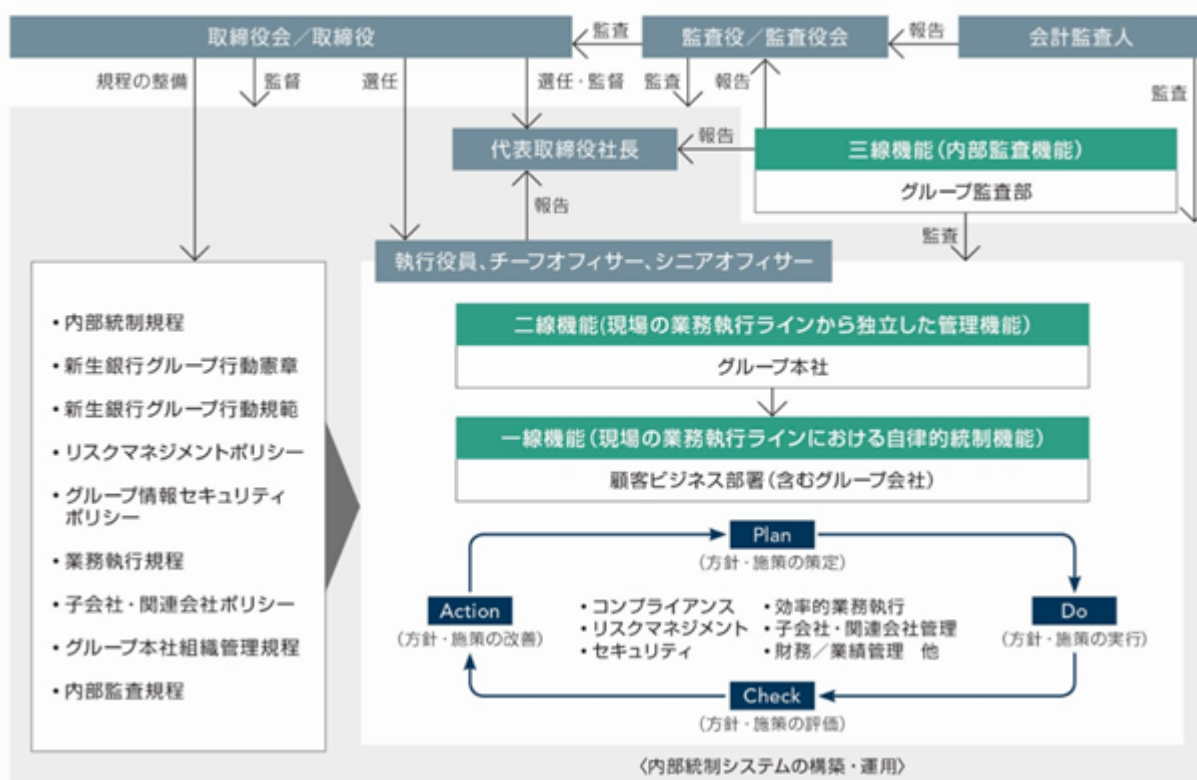 取締役会／取締役
監査
監査役／監査役会
報告
会計監査人
規程の整備
監督
選任
選任・監督
監査
報告
監査
代表取締役社長
報告
三線機能(内部監査機能)
グループ監査部
報告
監査
執行役員、チーフオフィサー、シニアオフィサー
・内部統制規程
・新生銀行グループ行動憲章
・新生銀行グループ行動規範
・リスクマネジメントポリシー
・グループ情報セキュリティ
ポリシー
・業務執行規程
・子会社・関連会社ポリシー
・グループ本社組織管理規程
・内部監査規程
二線機能(現場の業務執行ラインから独立した管理機能)
グループ本社
一線機能(現場の業務執行ラインにおける自律的統制機能)
顧客ビジネス部署(含むグループ会社)
Plan
(方針・施策の策定)
Action
(方針・施策の改善)
・コンプライアンス
・リスクマネジメント
・セキュリティ
・効率的業務執行
・子会社・関連会社管理
・財務／業績管理 他
Do
(方針・施策の実行)
Check
(方針・施策の評価)
〈内部統制システムの構築・運用〉